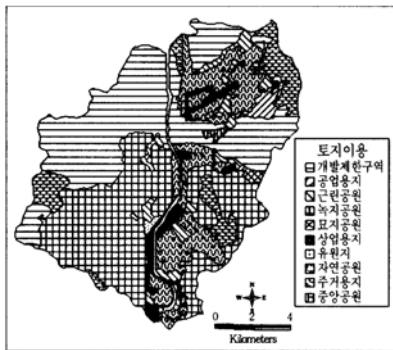 토지이용
개발제한구역
공업용지
근린공원
녹지공원
묘지공원
상업용지
유원지
자연공원
주거용지
중앙공원
N
W E
S
0 2 4
Kilometers